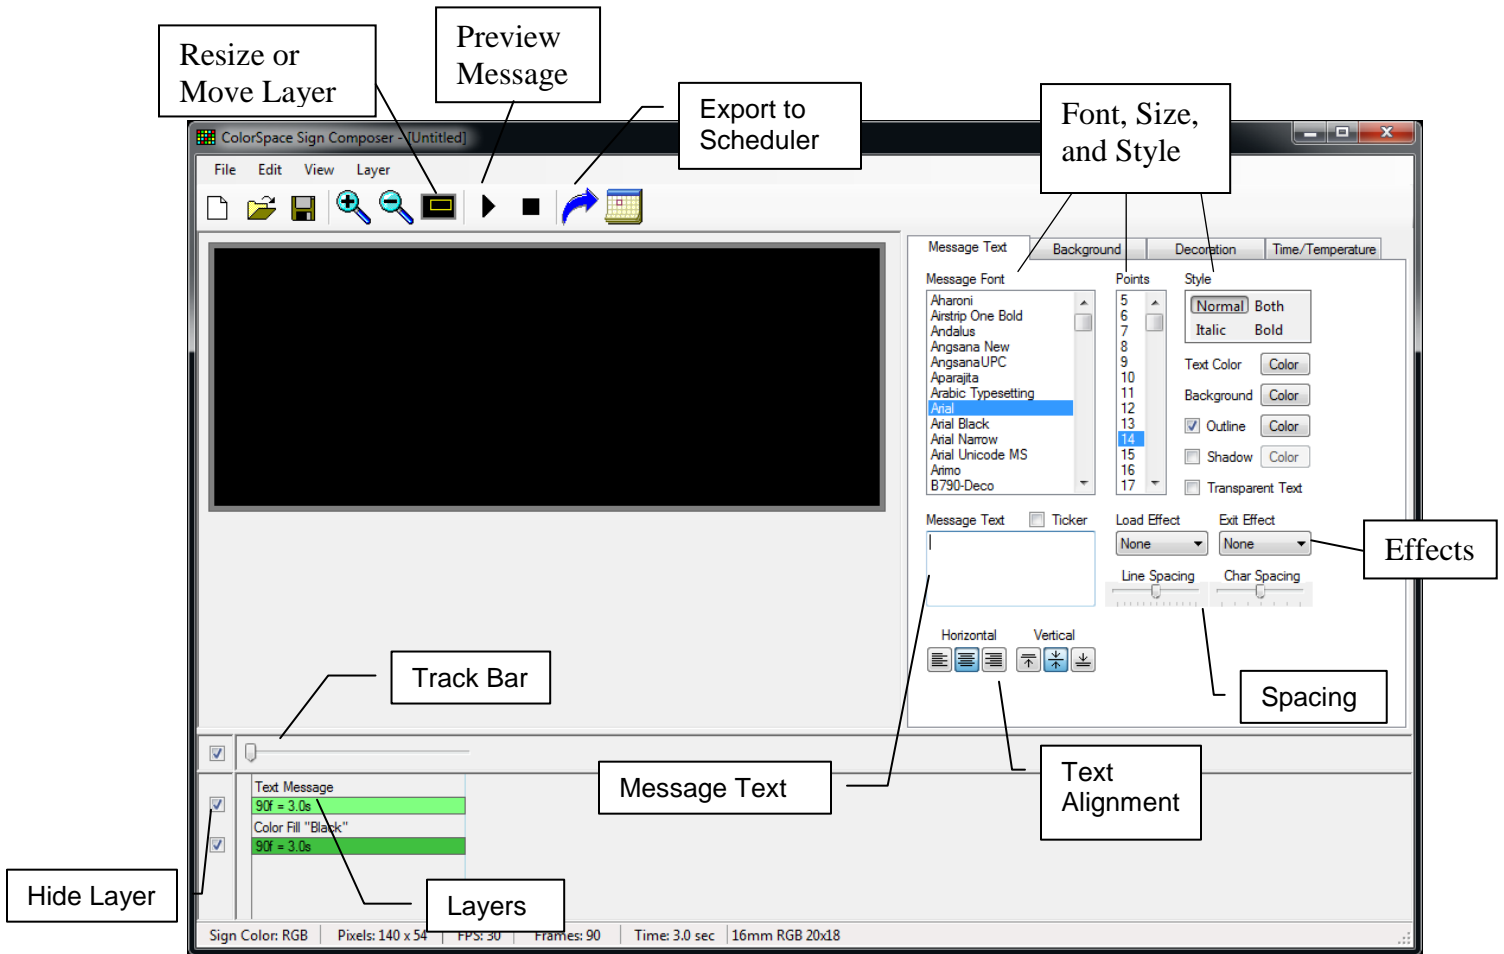 Resize or
Move Layer
Preview
Message
Export to
Scheduler
Font, Size,
and Style
ColorSpace Sign Composer - [Untitled]
File Edit View Layer
Message Text Background Decoration Time/Temperature
Message Font Points Style
Aharoni
Airstrip One Bold
Andalus
Angsana New
AngsanaUPC
Aparajita
Arabic Typesetting
Arial
Arial Black
Arial Narrow
Arial Unicode MS
Arimo
B790-Deco
5
6
7
8
9
10
11
12
13
14
15
16
17
Normal Both
Italic Bold
Text Color Color
Background Color
Outline Color
Shadow Color
Transparent Text
Message Text Ticker Load Effect Exit Effect
None None
Effects
Line Spacing Char Spacing
Horizontal Vertical
Track Bar
Spacing
Message Text
Text
Alignment
Text Message
90f = 3.0s
Color Fill "Black"
90f = 3.0s
Hide Layer
Layers
Sign Color: RGB Pixels: 140 x 54 FPS: 30 Frames: 90 Time: 3.0 sec 16mm RGB 20x18